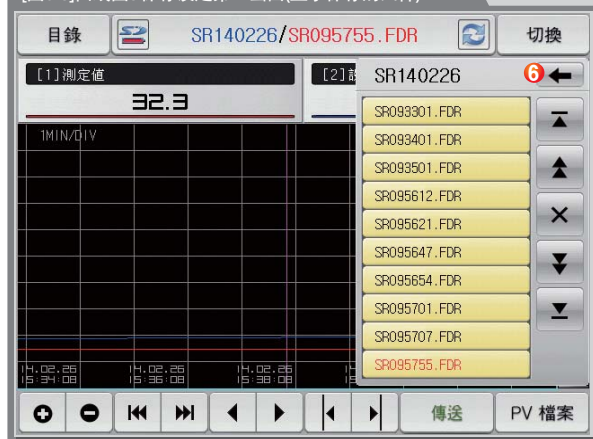 目錄 SR140226/SR095755.FDR 切換
[1]測定值 [2]
32.3
1MIN/DIV
SR140226 6
SR093301.FDR
SR093401.FDR
SR093501.FDR
SR095612.FDR
SR095621.FDR
SR095647.FDR
SR095654.FDR
SR095701.FDR
SR095707.FDR
SR095755.FDR
14.02.26 14.02.26 14.02.26
15:34:08 15:36:08 15:38:08
傳送 PV 檔案